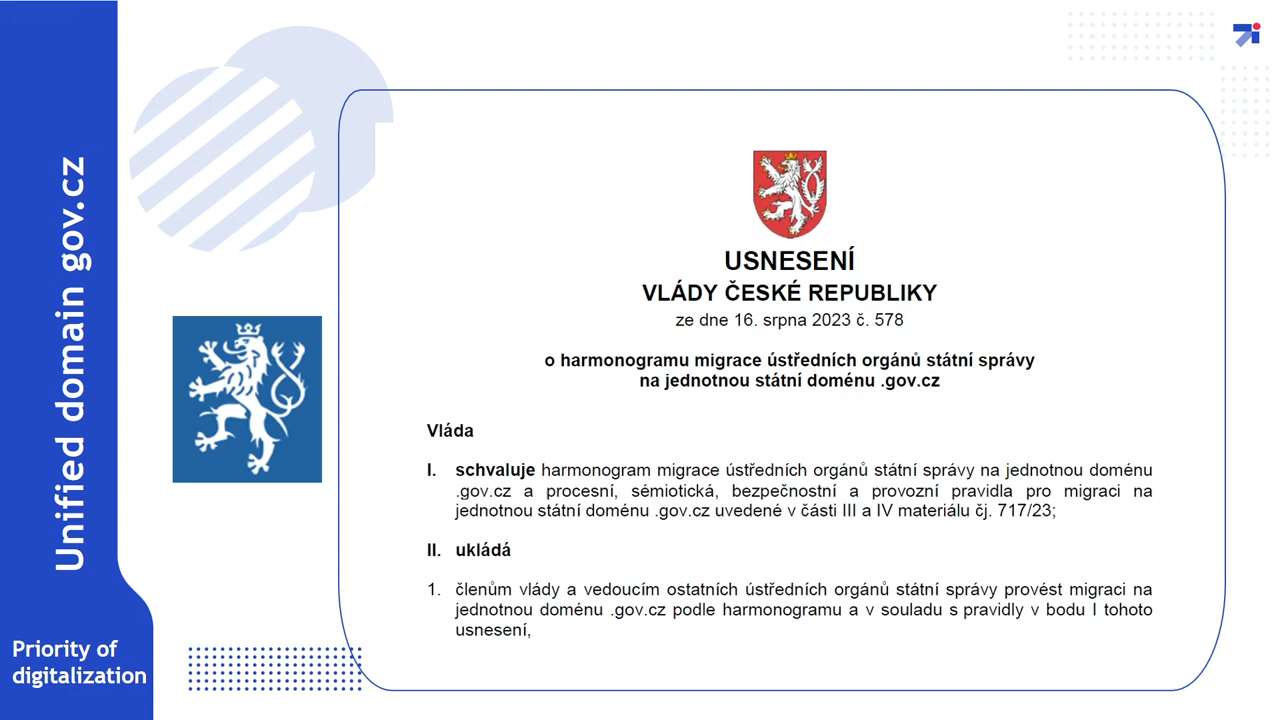 Unified domain gov.cz
Priority of
digitalization
USNESENÍ
VLÁDY ČESKÉ REPUBLIKY
ze dne 16. srpna 2023 č. 578
o harmonogramu migrace ústředních orgánů státní správy
na jednotnou státní doménu .gov.cz
Vláda
I. schvaluje harmonogram migrace ústředních orgánů státní správy na jednotnou doménu
.gov.cz a procesní, sémiotická, bezpečnostní a provozní pravidla pro migraci na
jednotnou státní doménu .gov.cz uvedené v části III a IV materiálu čj. 717/23;
II. ukládá
1. členům vlády a vedoucím ostatních ústředních orgánů státní správy provést migraci na
jednotnou doménu .gov.cz podle harmonogramu a v souladu s pravidly v bodu I tohoto
usnesení,